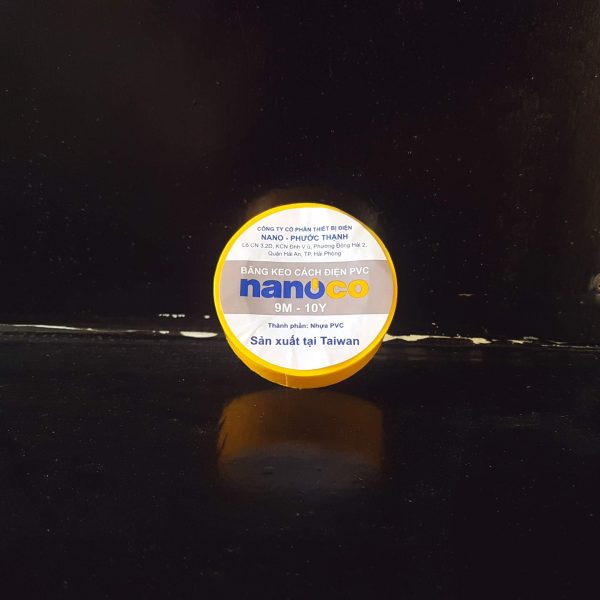 CÔNG TY CỔ PHẦN THIẾT BỊ ĐIỆN
NANO - PHƯỚC THẠNH
Lô CN 3.2D, KCN Đình Vũ, Phường Đông Hải 2,
Quận Hải An, TP. Hải Phòng
BĂNG KEO CÁCH ĐIỆN PVC
nanoco
9M - 10Y
Thành phần: Nhựa PVC
Sản xuất tại Taiwan